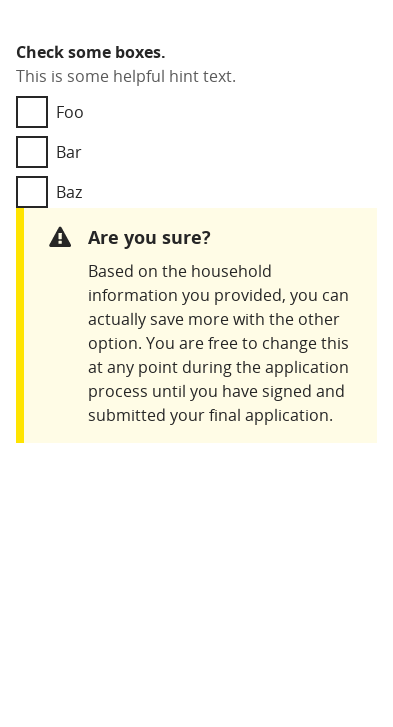 Check some boxes.
This is some helpful hint text.
Foo
Bar
Baz
Are you sure?
Based on the household
information you provided, you can
actually save more with the other
option. You are free to change this
at any point during the application
process until you have signed and
submitted your final application.